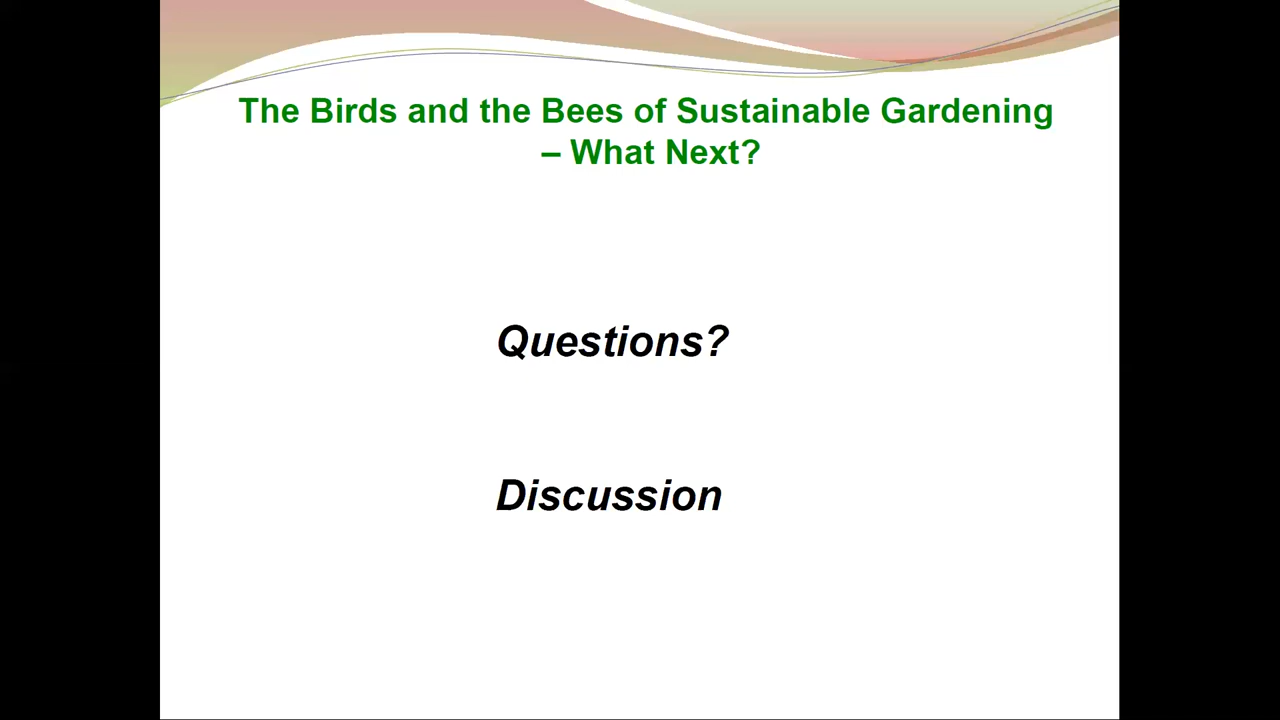 The Birds and the Bees of Sustainable Gardening
– What Next?
Questions?
Discussion